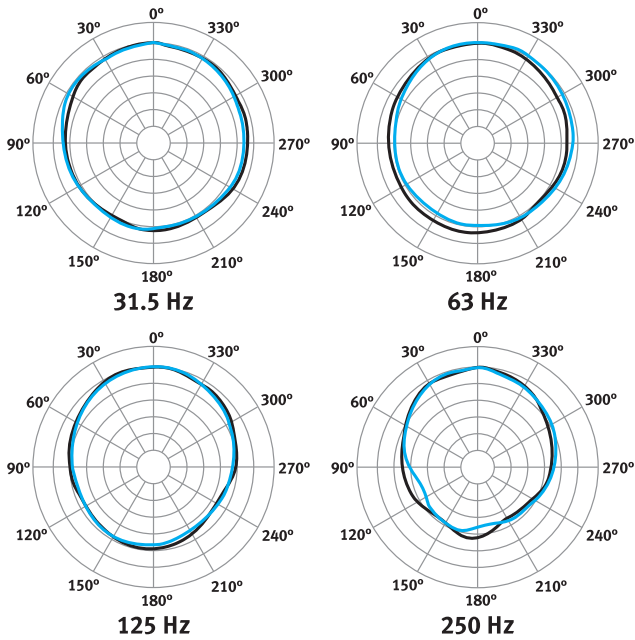 0º 0º
30º 330º 30º 330º
60º 300º 60º 300º
90º 270º 90º 270º
120º 240º 120º 240º
150º 210º 150º 210º
180º 180º
31.5 Hz 63 Hz
0º 0º
30º 330º 30º 330º
60º 300º 60º 300º
90º 270º 90º 270º
120º 240º 120º 240º
150º 210º 150º 210º
180º 180º
125 Hz 250 Hz